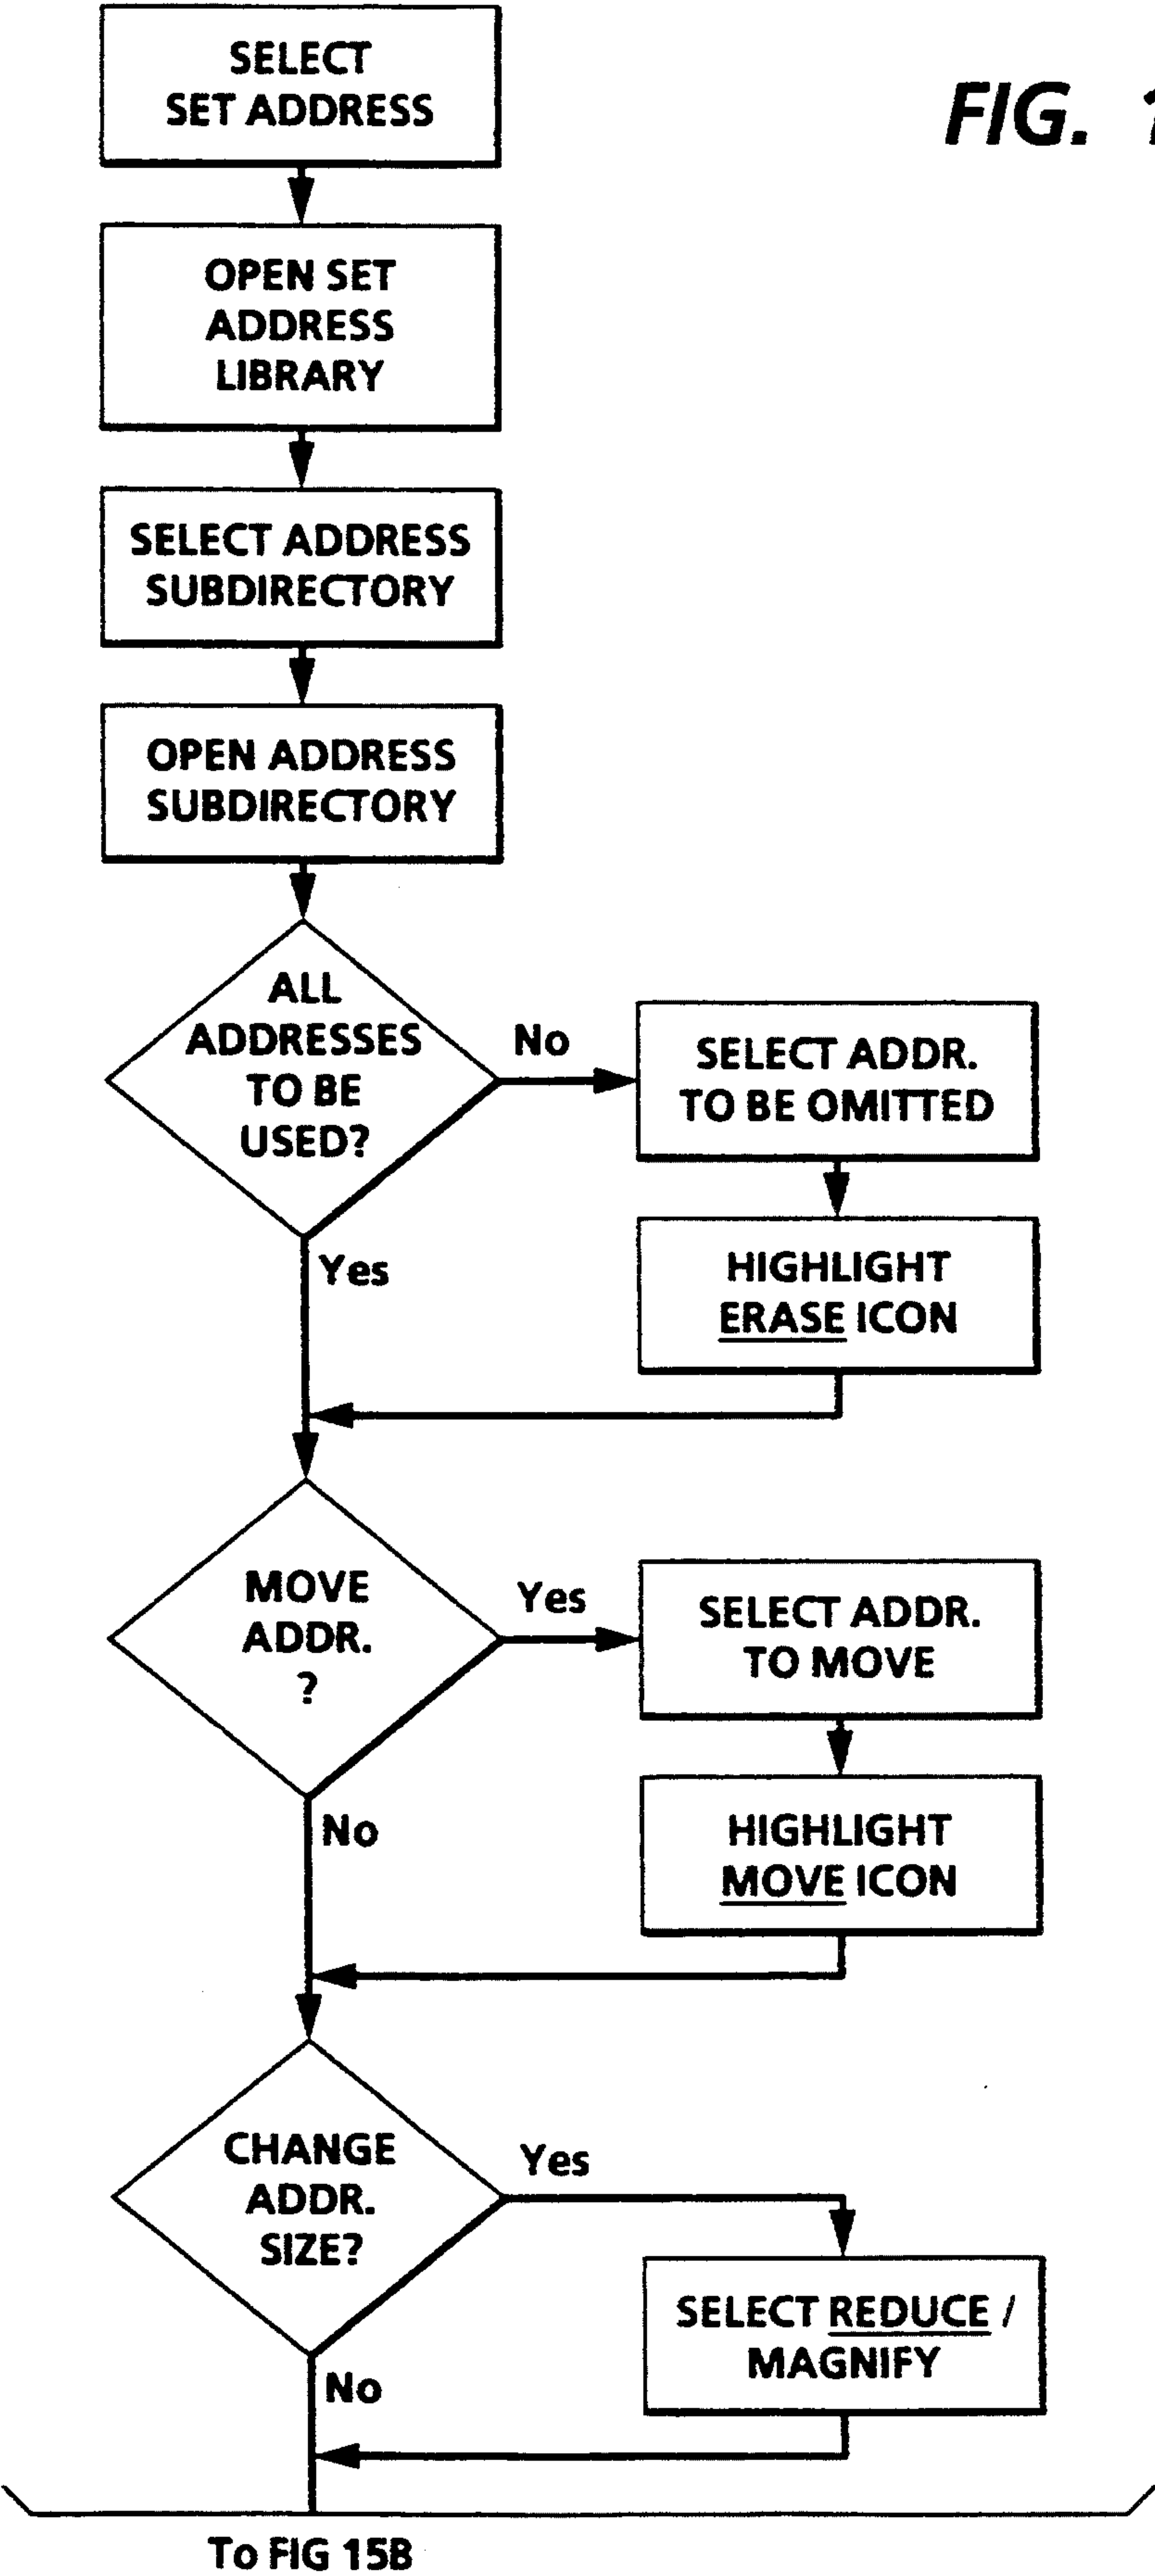 SELECT
SET ADDRESS
FIG.
OPEN SET
ADDRESS
LIBRARY
SELECT ADDRESS
SUBDIRECTORY
OPEN ADDRESS
SUBDIRECTORY
ALL
ADDRESSES
TO BE
USED?
No
SELECT ADDR.
TO BE OMITTED
Yes
HIGHLIGHT
ERASE ICON
MOVE
ADDR.
?
Yes
SELECT ADDR.
TO MOVE
No
HIGHLIGHT
MOVE ICON
CHANGE
ADDR.
SIZE?
Yes
SELECT REDUCE /
MAGNIFY
No
To FIG 15B